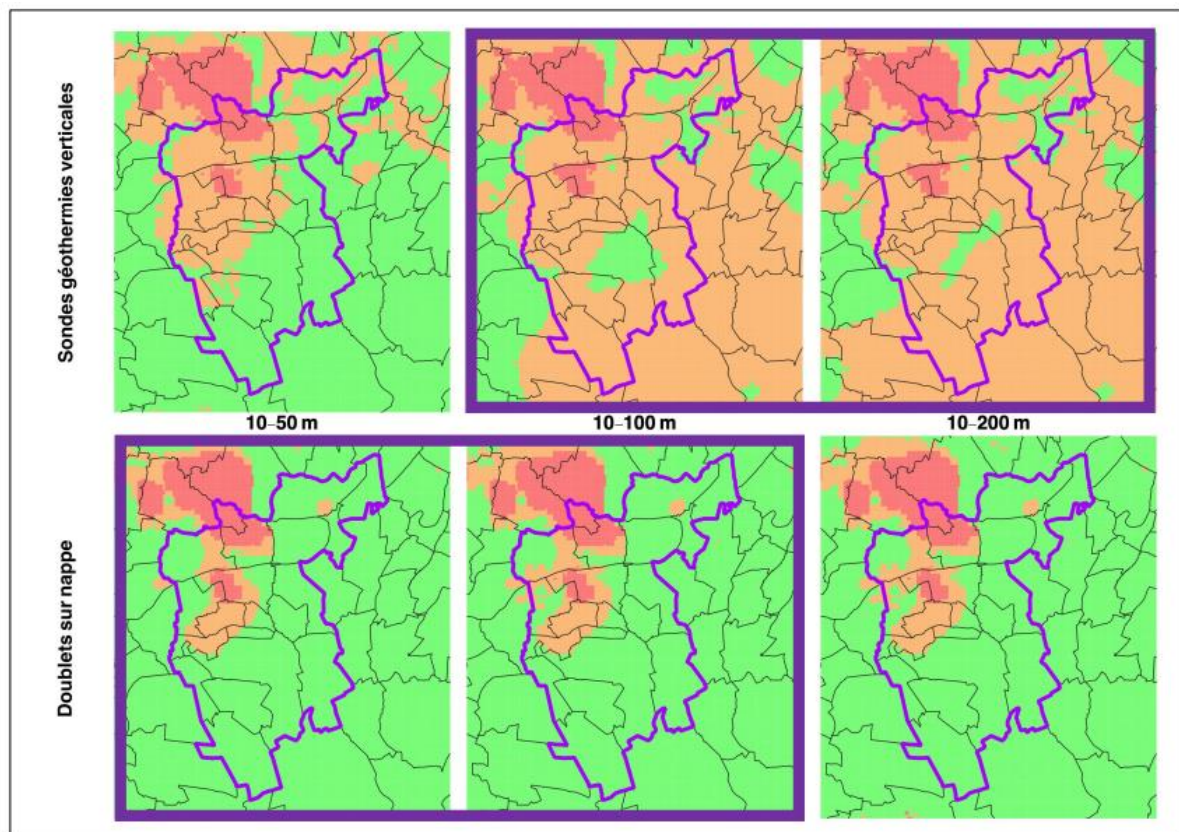 Sondes géothermies verticales
10–50 m
10–100 m
10–200 m
Doublets sur nappe